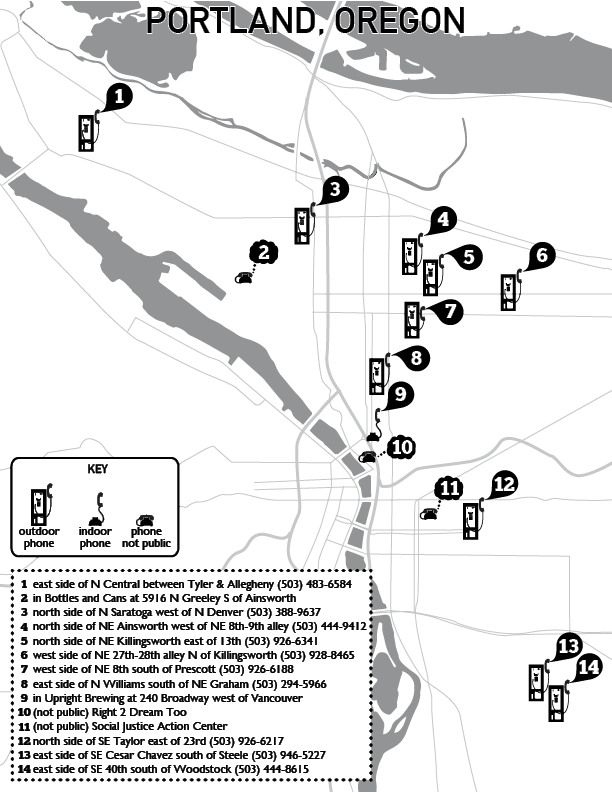 PORTLAND, OREGON
1
3
2
4
5
6
7
8
9
10
11
12
13
14
KEY
outdoor phone
indoor phone
phone not public
1 east side of N Central between Tyler & Allegheny (503) 483-6584
2 in Bottles and Cans at 5916 N Greeley S of Ainsworth
3 north side of N Saratoga west of N Denver (503) 388-9637
4 north side of NE Ainsworth west of NE 8th-9th alley (503) 444-9412
5 north side of NE Killingsworth east of 13th (503) 926-6341
6 west side of NE 27th-28th alley N of Killingsworth (503) 928-8465
7 west side of NE 8th south of Prescott (503) 926-6188
8 east side of N Williams south of NE Graham (503) 294-5966
9 in Upright Brewing at 240 Broadway west of Vancouver
10 (not public) Right 2 Dream Too
11 (not public) Social Justice Action Center
12 north side of SE Taylor east of 23rd (503) 926-6217
13 east side of SE Cesar Chavez south of Steele (503) 946-5227
14 east side of SE 40th south of Woodstock (503) 444-8615